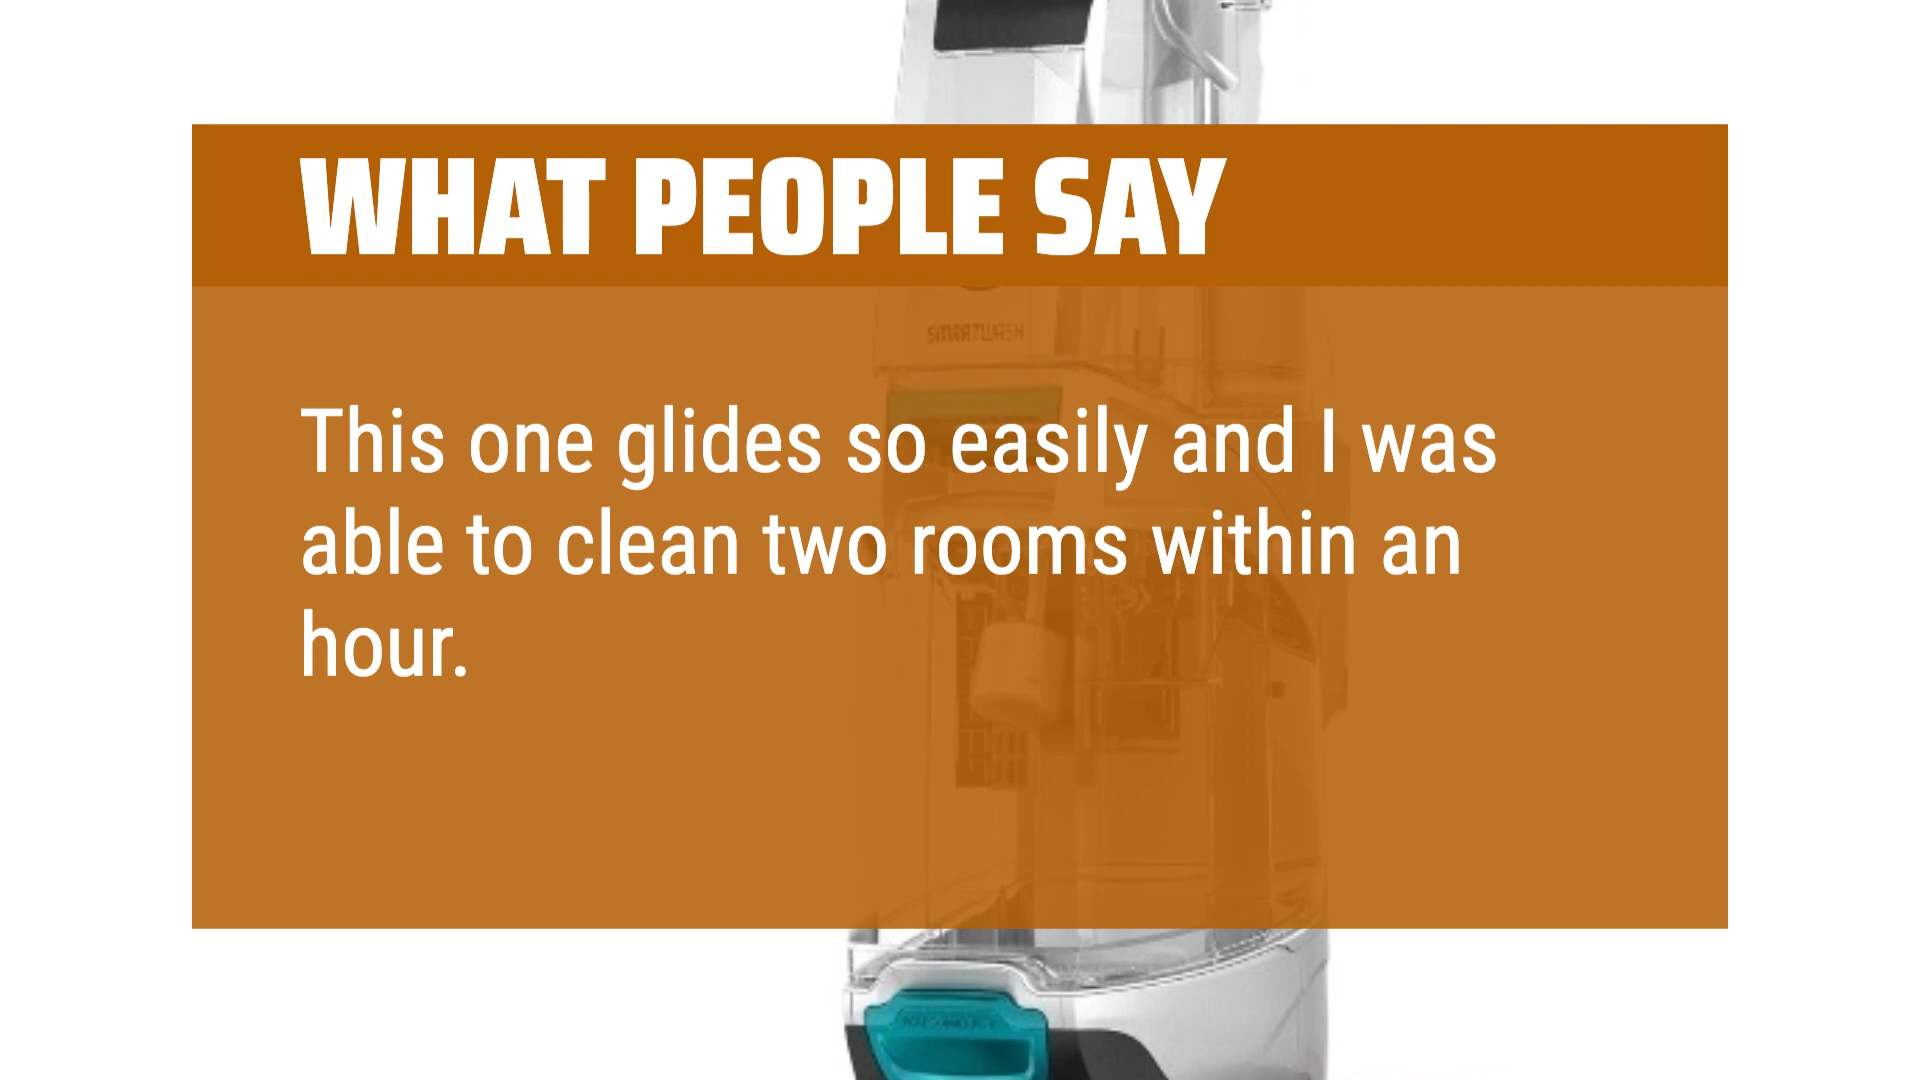 WHAT PEOPLE SAY
SMARTWASH
This one glides so easily and I was
able to clean two rooms within an
hour.